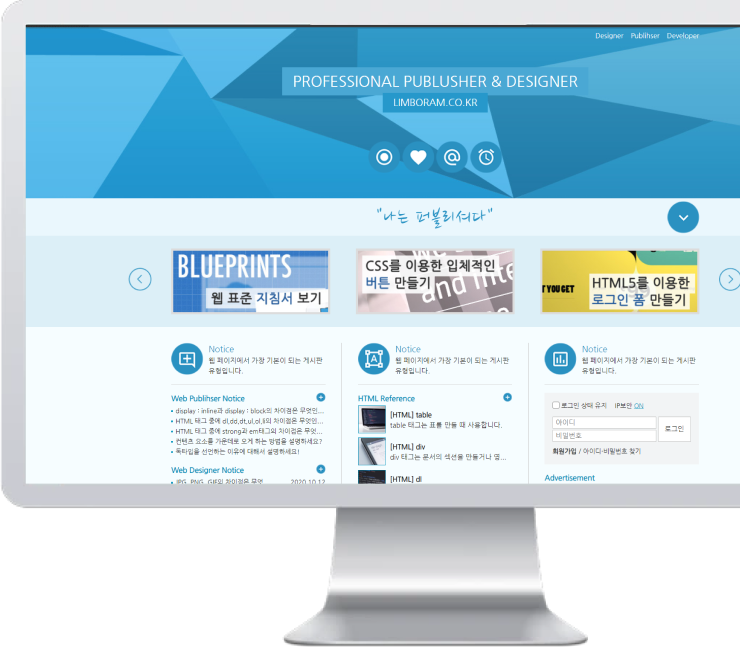 Designer Publihser Developer
PROFESSIONAL PUBLUSHER & DESIGNER
LIMBORAM.CO.KR
"나는 퍼블리셔다"
BLUEPRINTS
웹 표준 지침서 보기
CSS를 이용한 입체적인
버튼 만들기
and inte
T YOU GET
HTML5를 이용한
로그인 폼 만들기
Notice
웹 페이지에서 가장 기본이 되는 게시판
유형입니다.
Web Publihser Notice
• display : inline과 display : block의 차이점은 무엇인...
• HTML 태그 중에 dl,dd,dt,ul,ol,li의 차이점은 무엇인...
• HTML 태그 중에 strong과 em태그의 차이점은 무엇...
• 컨텐츠 요소를 가운데로 오게 하는 방법을 설명하세요?
• 독타입을 선언하는 이유에 대해서 설명하세요!
Web Designer Notice
• JPG, PNG, GIF의 차이점은 무엇 2020.10.12
Notice
웹 페이지에서 가장 기본이 되는 게시판
유형입니다.
HTML Reference
[HTML] table
table 태그는 표를 만들 때 사용합니다.
[HTML] div
div 태그는 문서의 섹션을 만들거나 영...
[HTML] dl
Notice
웹 페이지에서 가장 기본이 되는 게시판
유형입니다.
로그인 상태 유지 IP보안 ON
아이디
비밀번호
로그인
회원가입 / 아이디·비밀번호 찾기
Advertisement